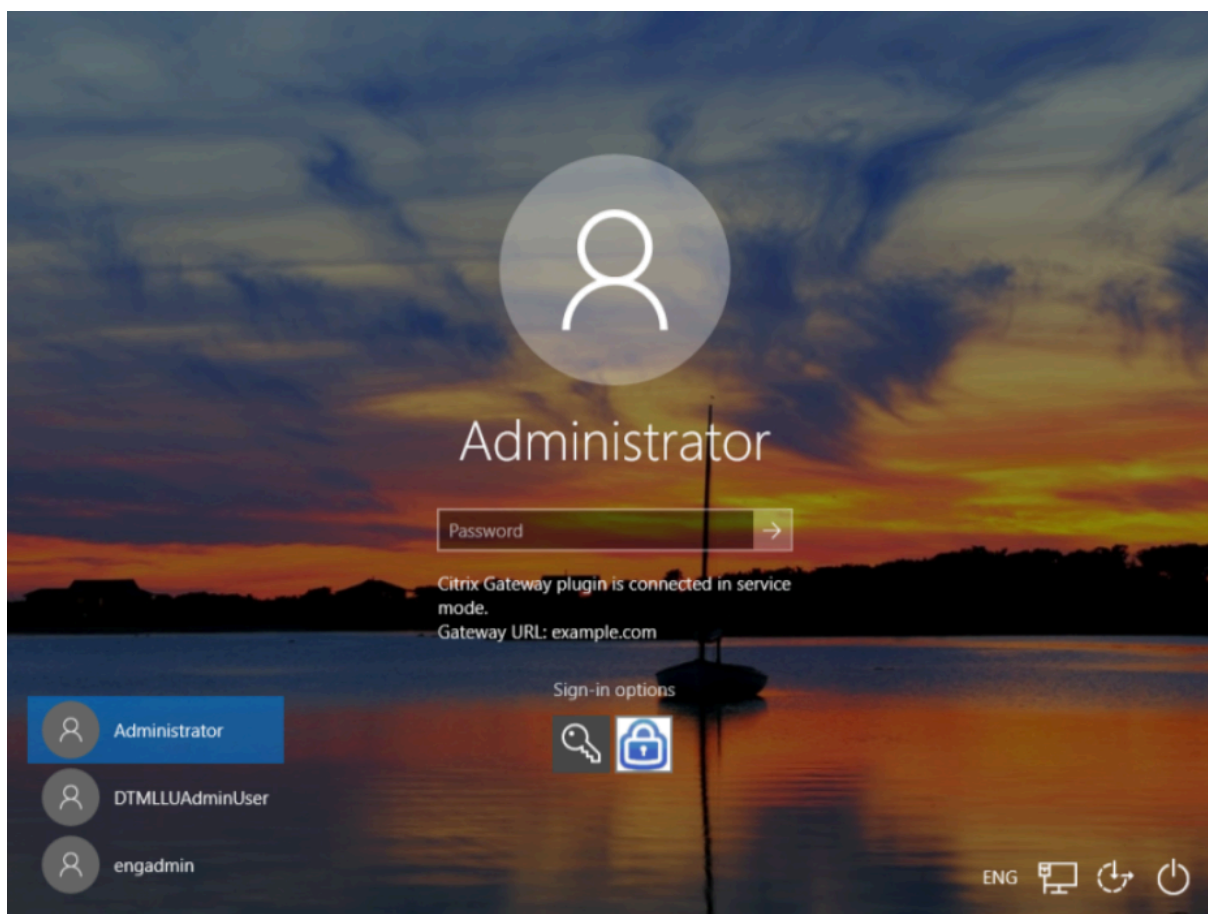 Administrator
Password
Citrix Gateway plugin is connected in service
mode.
Gateway URL: example.com
Sign-in options
Administrator
DTMLLUAdminUser
engadmin
ENG